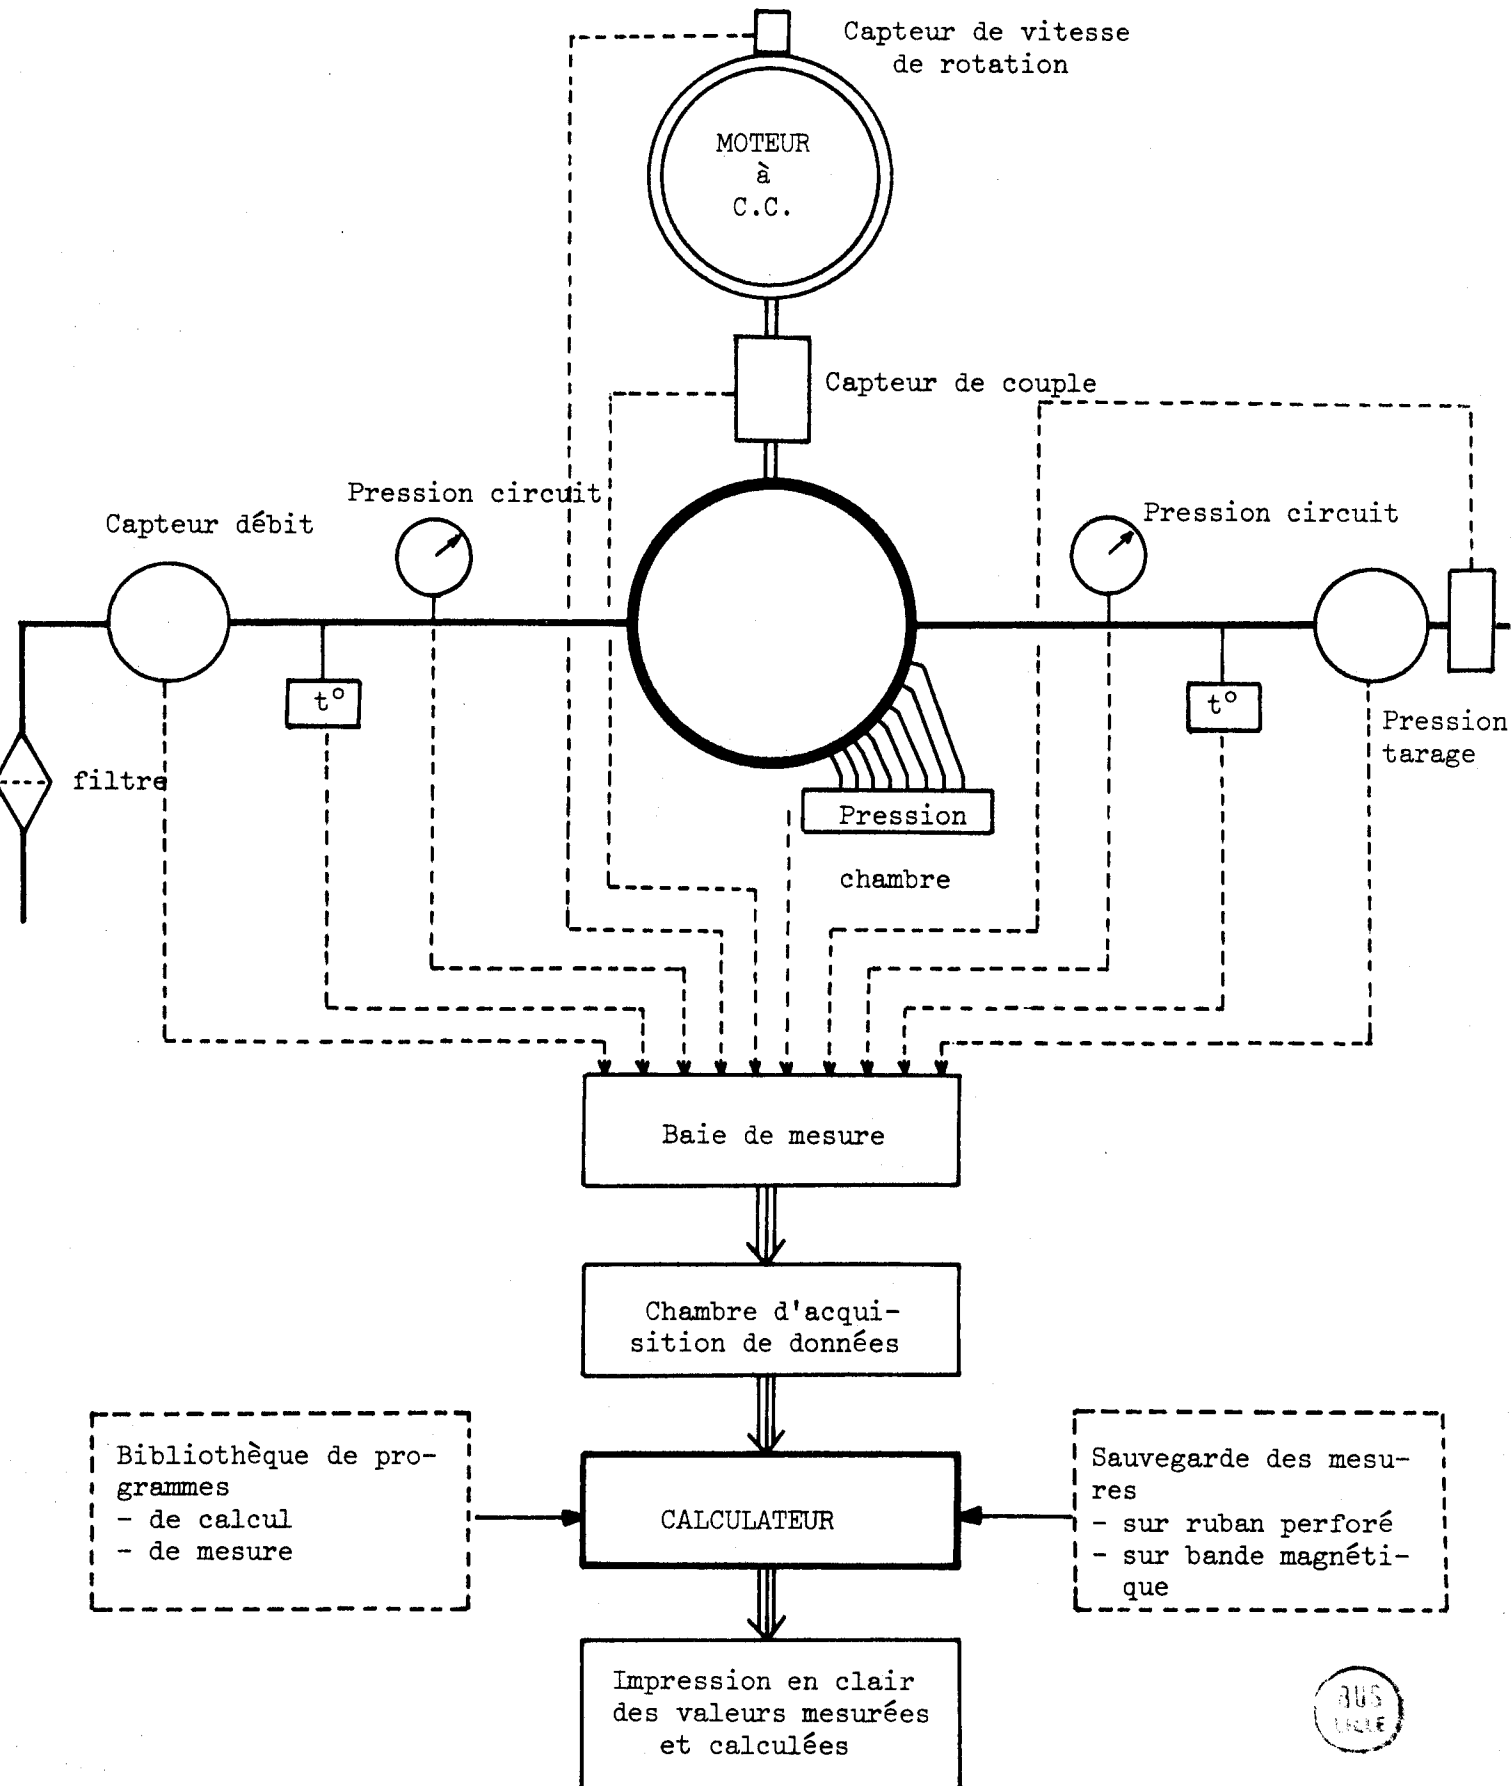 Capteur de vitesse
de rotation
MOTEUR
à
C.C.
Capteur de couple
Pression circuit
Capteur débit
Pression circuit
t°
t°
Pression
tarage
filtre
Pression
chambre
Baie de mesure
Chambre d'acqui-
sition de données
Bibliothèque de pro-
grammes
- de calcul
- de mesure
CALCULATEUR
Sauvegarde des mesu-
res
- sur ruban perforé
- sur bande magnéti-
que
Impression en clair
des valeurs mesurées
et calculées
BUS
LILLE